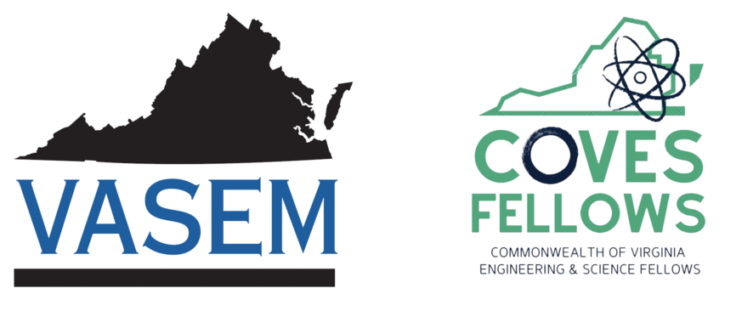 VASEM
COVES
FELLOWS
COMMONWEALTH OF VIRGINIA
ENGINEERING & SCIENCE FELLOWS